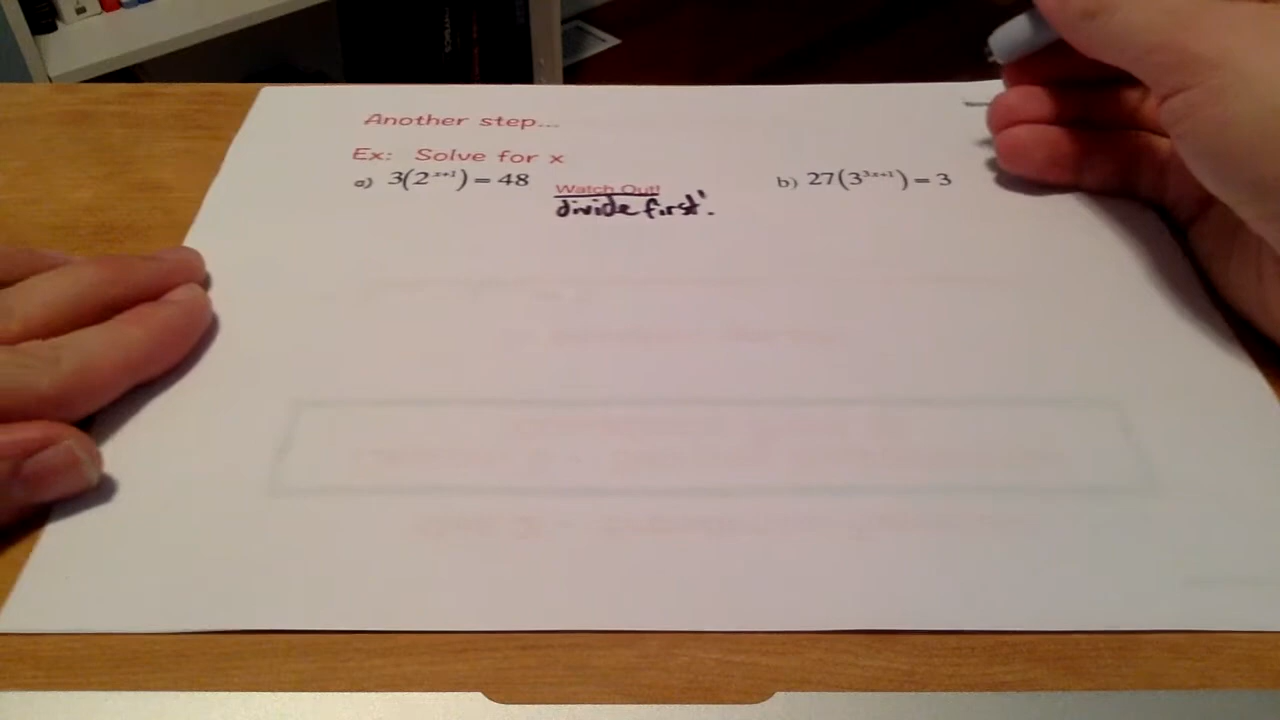 Another step...
Ex: Solve for x
a) 3(2^{x+1}) = 48
Watch Out!
divide first!
b) 27(3^{3x+1}) = 3